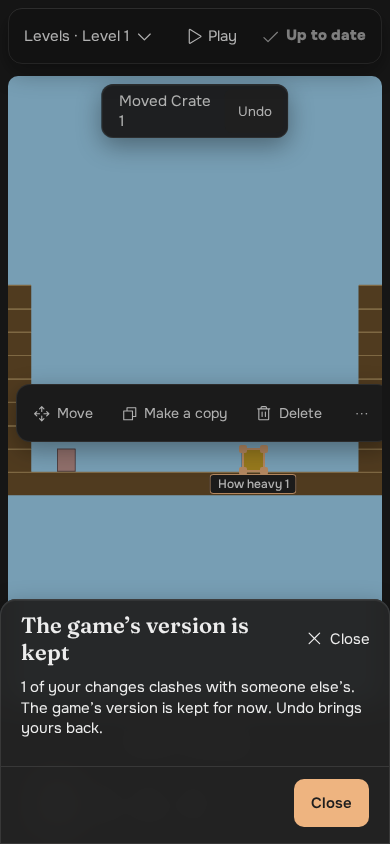 Levels · Level 1
Play
Up to date
Moved Crate
1
Undo
Move
Make a copy
Delete
...
How heavy 1
The game’s version is
kept
Close
1 of your changes clashes with someone else’s.
The game’s version is kept for now. Undo brings
yours back.
Close